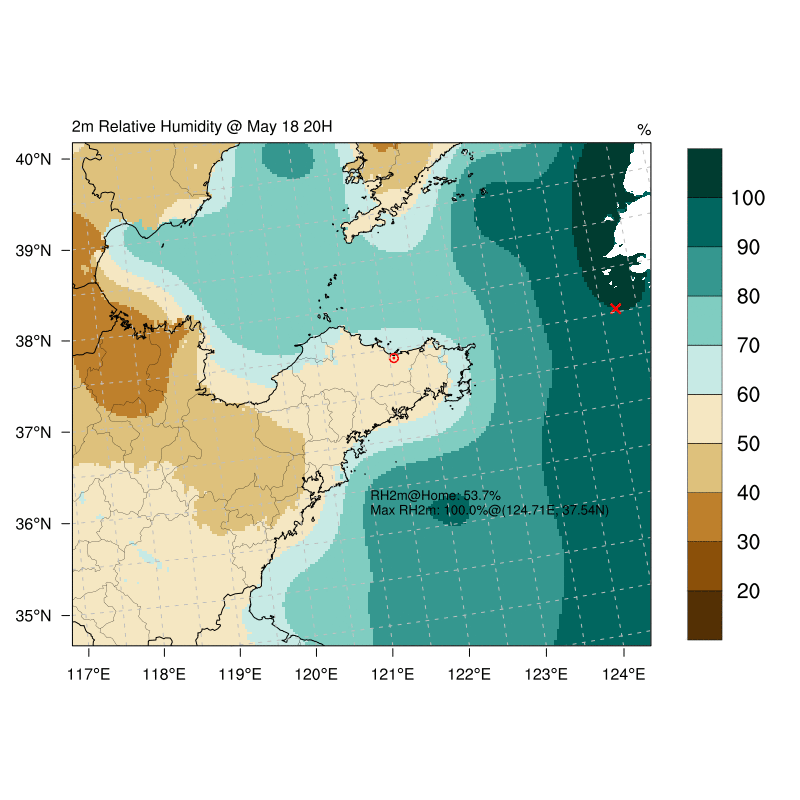 2m Relative Humidity @ May 18 20H
%
40°N
39°N
38°N
37°N
36°N
35°N
117°E
118°E
119°E
120°E
121°E
122°E
123°E
124°E
RH2m@Home: 53.7%
Max RH2m: 100.0%@(124.71E, 37.54N)
100
90
80
70
60
50
40
30
20